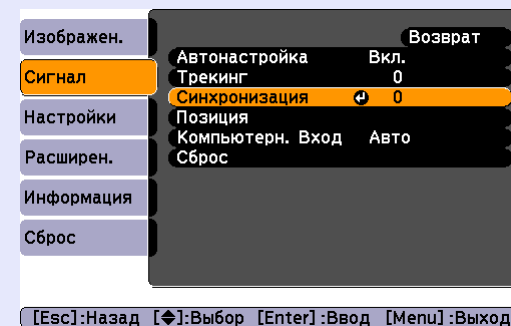 Изображен.
Сигнал
Настройки
Расширен.
Информация
Сброс
Возврат
Автонастройка Вкл.
Трекинг 0
Синхронизация 0
Позиция
Компьютерн. Вход Авто
Сброс
[Esc]:Назад [◆]:Выбор [Enter]:Ввод [Menu]:Выход